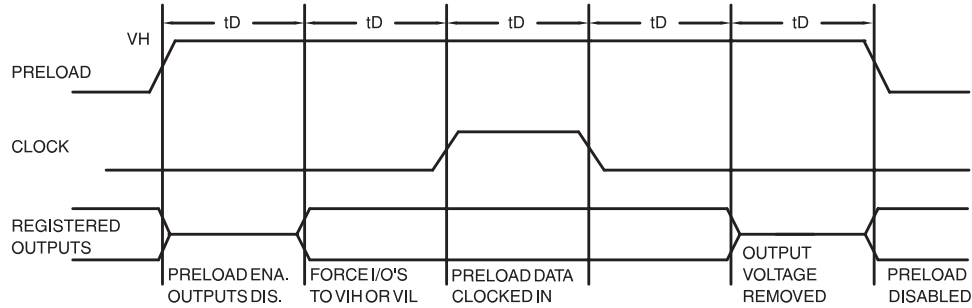 tD tD tD tD tD
VH
PRELOAD
CLOCK
REGISTERED
OUTPUTS
PRELOAD ENA.
OUTPUTS DIS.
FORCE I/O'S
TO VIH OR VIL
PRELOAD DATA
CLOCKED IN
OUTPUT
VOLTAGE
REMOVED
PRELOAD
DISABLED